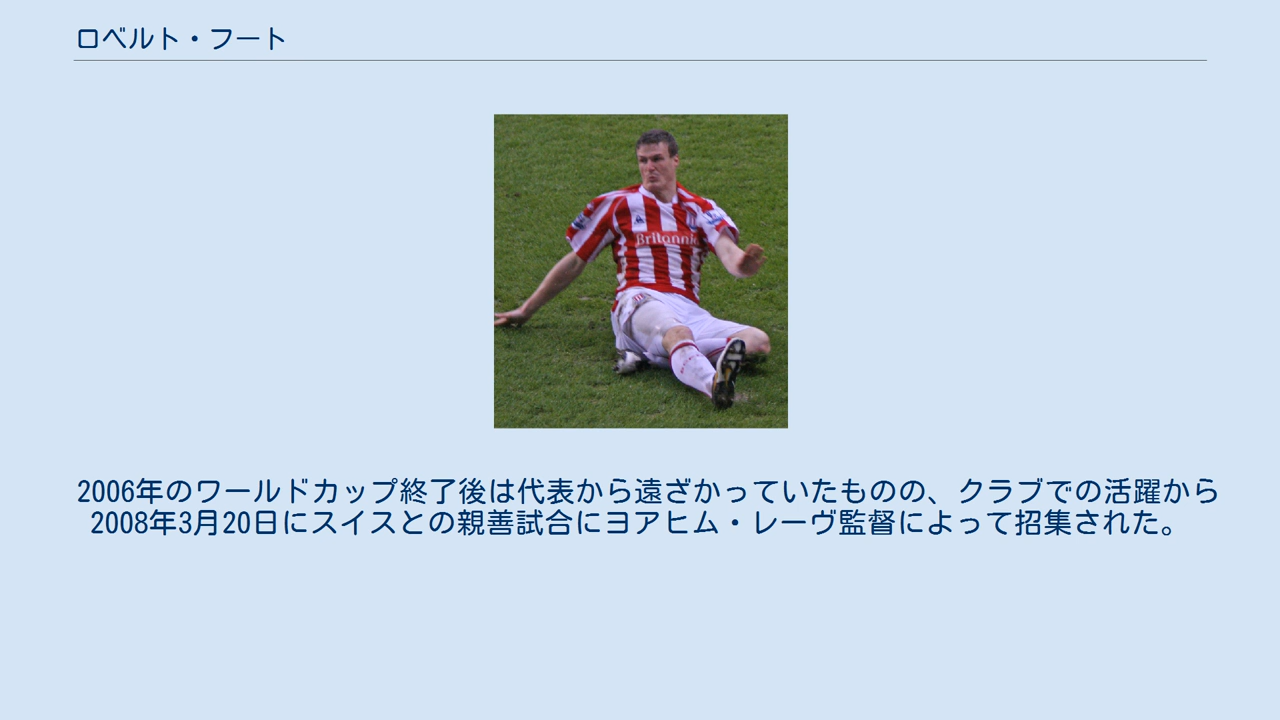 ロベルト・フート
Britannia
2006年のワールドカップ終了後は代表から遠ざかっていたものの、クラブでの活躍から
2008年3月20日にスイスとの親善試合にヨアヒム・レーヴ監督によって招集された。